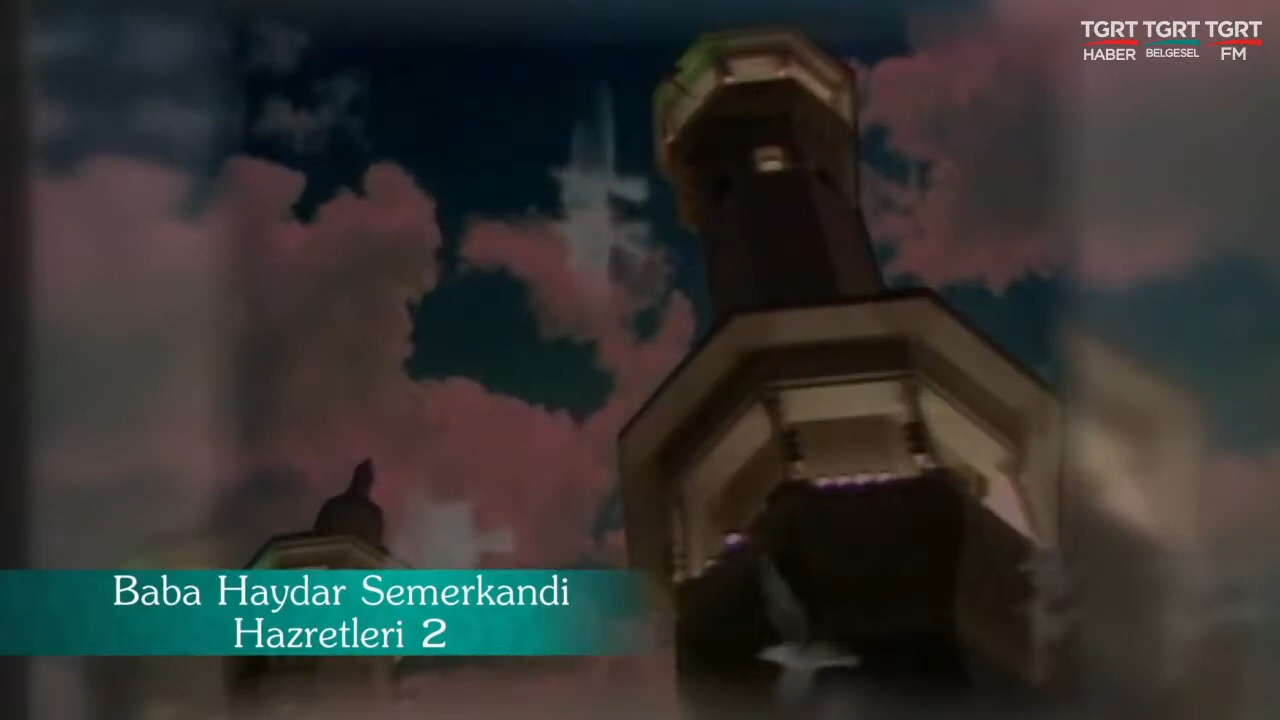 TGRT TGRT TGRT
HABER BELGESEL FM
Baba Haydar Semerkandi
Hazretleri 2